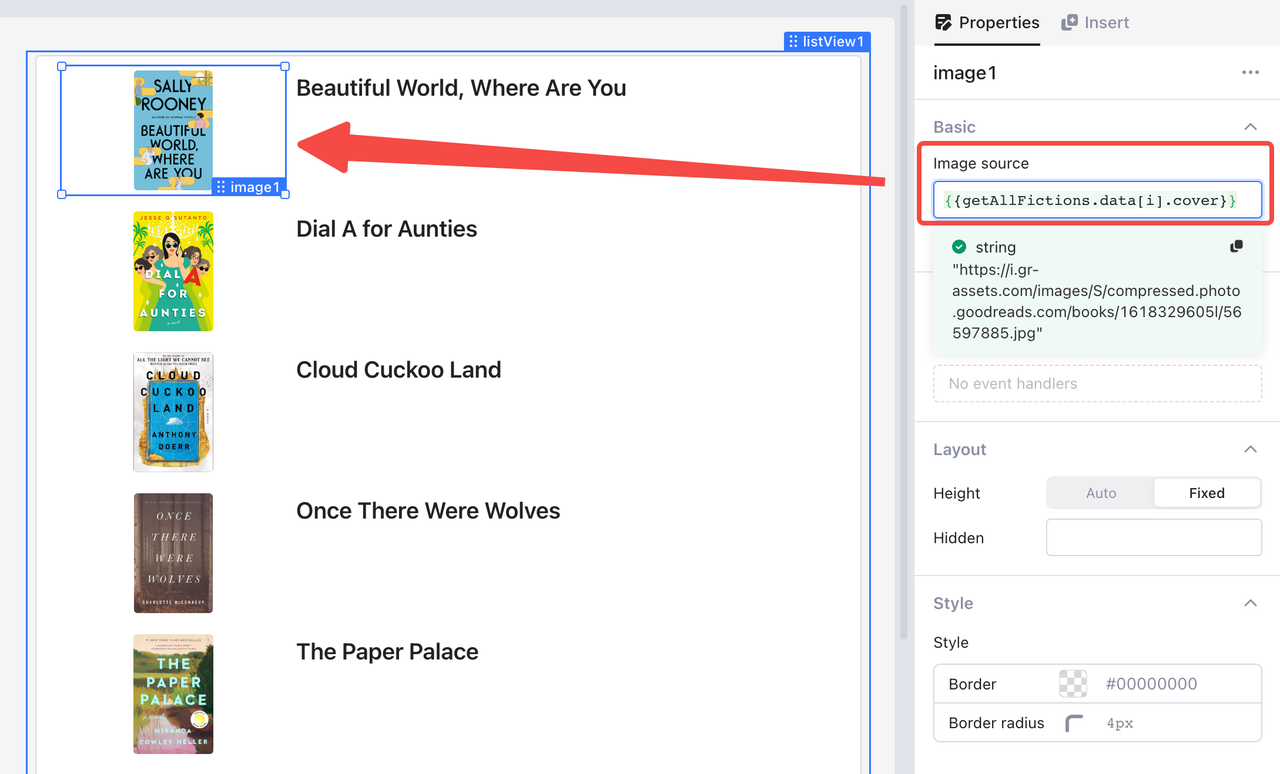 Properties
Insert
listView1
image1
Basic
Image source
{{getAllFictions.data[i].cover}}
string
"https://i.gr-
assets.com/images/S/compressed.photo
.goodreads.com/books/1618329605l/56
597885.jpg"
No event handlers
Layout
Height
Auto
Fixed
Hidden
Style
Style
Border
#00000000
Border radius
4px
SALLY
ROONEY
BEAUTIFUL
WORLD,
WHERE
ARE YOU
image1
Beautiful World, Where Are You
JESSE Q SUTANTO
DIAL
A
FOR
AUNTIES
a novel
Dial A for Aunties
ALL THE LIGHT WE CANNOT SEE
CLOUD
CUCKOO
LAND
ANTHONY
DOERR
Cloud Cuckoo Land
ONCE
THERE
WERE
WOLVES
CHARLOTTE MCCONAGHY
Once There Were Wolves
THE
PAPER
PALACE
a novel
MIRANDA
COWLEY HELLER
The Paper Palace